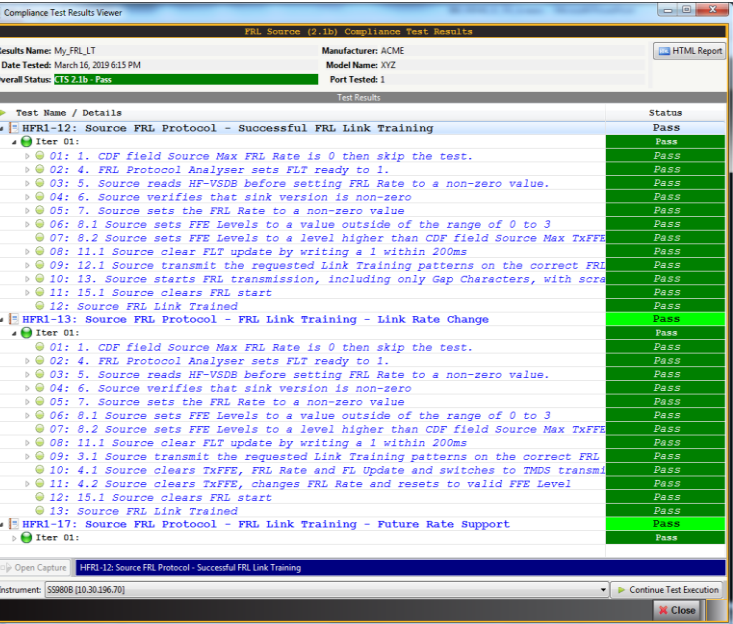 Compliance Test Results Viewer
FRL Source (2.1b) Compliance Test Results
Results Name: My_FRL_LT
Manufacturer: ACME
HTML Report
Date Tested: March 16, 2019 6:15 PM
Model Name: XYZ
Overall Status: CTS 2.1b - Pass
Port Tested: 1
Test Results
Test Name / Details Status
HFR1-12: Source FRL Protocol - Successful FRL Link Training Pass
Iter 01: Pass
01: 1. CDF field Source Max FRL Rate is 0 then skip the test. Pass
02: 4. FRL Protocol Analyser sets FLT ready to 1. Pass
03: 5. Source reads HF-VSDB before setting FRL Rate to a non-zero value. Pass
04: 6. Source verifies that sink version is non-zero Pass
05: 7. Source sets the FRL Rate to a non-zero value Pass
06: 8.1 Source sets FFE Levels to a value outside of the range of 0 to 3 Pass
07: 8.2 Source sets FFE Levels to a level higher than CDF field Source Max TxFFE Pass
08: 11.1 Source clear FLT update by writing a 1 within 200ms Pass
09: 12.1 Source transmit the requested Link Training patterns on the correct FRL Pass
10: 13. Source starts FRL transmission, including only Gap Characters, with scra Pass
11: 15.1 Source clears FRL start Pass
12: Source FRL Link Trained Pass
HFR1-13: Source FRL Protocol - FRL Link Training - Link Rate Change Pass
Iter 01: Pass
01: 1. CDF field Source Max FRL Rate is 0 then skip the test. Pass
02: 4. FRL Protocol Analyser sets FLT ready to 1. Pass
03: 5. Source reads HF-VSDB before setting FRL Rate to a non-zero value. Pass
04: 6. Source verifies that sink version is non-zero Pass
05: 7. Source sets the FRL Rate to a non-zero value Pass
06: 8.1 Source sets FFE Levels to a value outside of the range of 0 to 3 Pass
07: 8.2 Source sets FFE Levels to a level higher than CDF field Source Max TxFFE Pass
08: 11.1 Source clear FLT update by writing a 1 within 200ms Pass
09: 3.1 Source transmit the requested Link Training patterns on the correct FRL Pass
10: 4.1 Source clears TxFFE, FRL Rate and FL Update and switches to TMDS transmi Pass
11: 4.2 Source clears TxFFE, changes FRL Rate and resets to valid FFE Level Pass
12: 15.1 Source clears FRL start Pass
13: Source FRL Link Trained Pass
HFR1-17: Source FRL Protocol - FRL Link Training - Future Rate Support Pass
Iter 01: Pass
Open Capture HFR1-12: Source FRL Protocol - Successful FRL Link Training
Instrument: SS980B [10.30.196.70] Continue Test Execution
Close